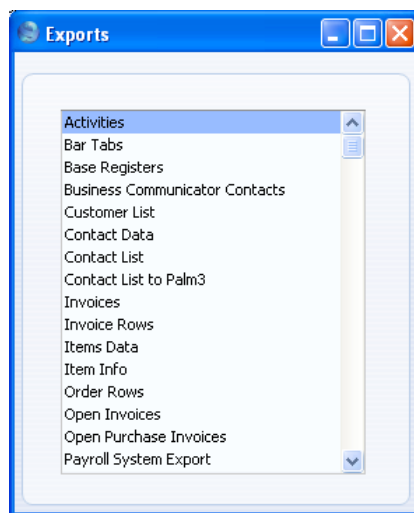 Exports
Activities
Bar Tabs
Base Registers
Business Communicator Contacts
Customer List
Contact Data
Contact List
Contact List to Palm3
Invoices
Invoice Rows
Items Data
Item Info
Order Rows
Open Invoices
Open Purchase Invoices
Payroll System Export